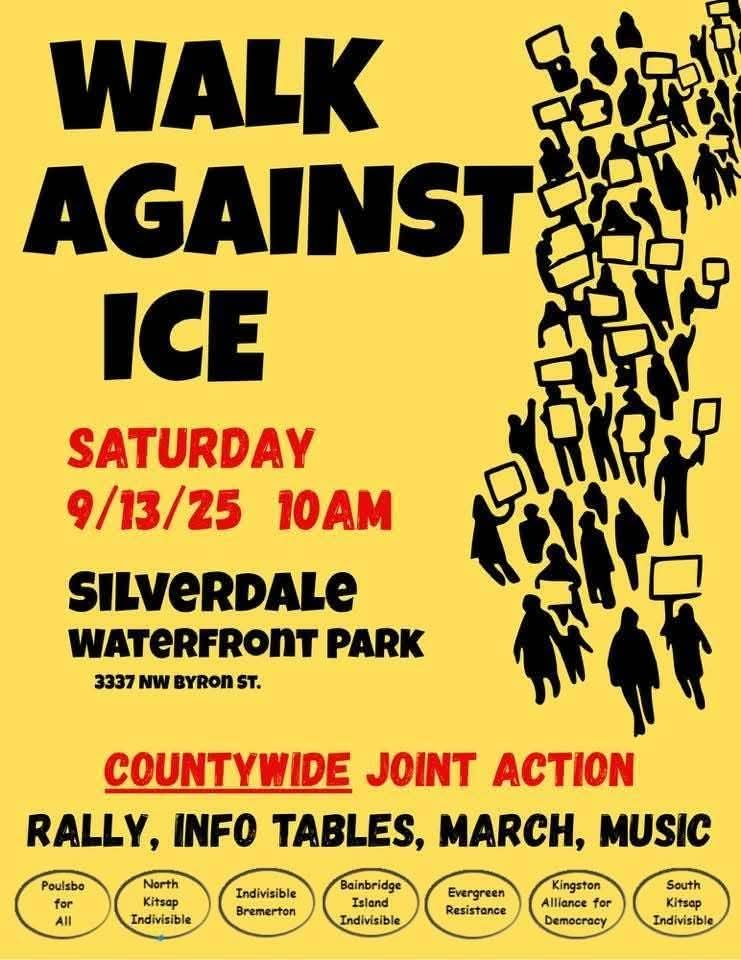 WALK
AGAINST
ICE
SATURDAY
9/13/25 10AM
SILVERDALE
WATERFRONT PARK
3337 NW BYRON ST.
COUNTYWIDE JOINT ACTION
RALLY, INFO TABLES, MARCH, MUSIC
Poulsbo
for
All
North
Kitsap
Indivisible
Indivisible
Bremerton
Bainbridge
Island
Indivisible
Evergreen
Resistance
Kingston
Alliance for
Democracy
South
Kitsap
Indivisible